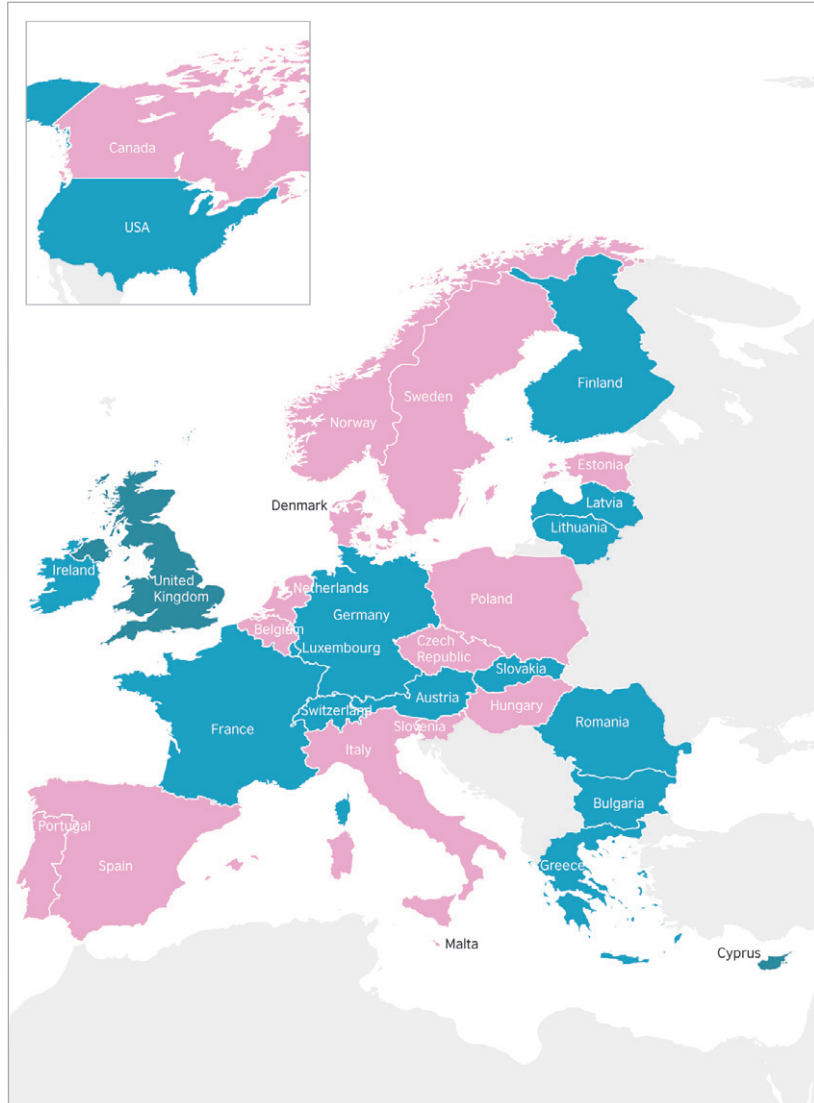 Canada
USA
Finland
Sweden
Norway
Estonia
Denmark
Latvia
Lithuania
Ireland
United
Kingdom
Netherlands
Poland
Germany
Belgium
Czech
Republic
Luxembourg
Slovakia
Austria
Switzerland
Hungary
France
Romania
Slovenia
Italy
Bulgaria
Portugal
Spain
Greece
Malta
Cyprus